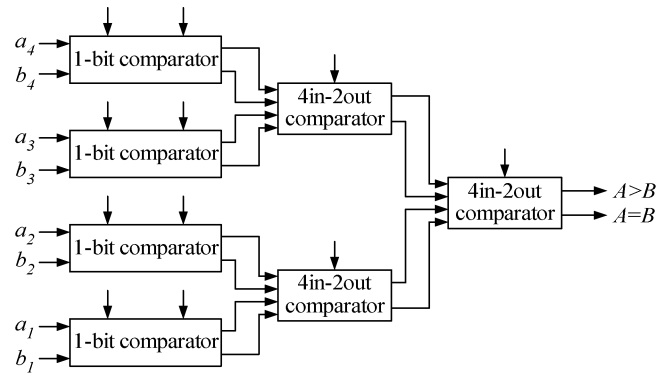 a4
1-bit comparator
b4
4in-2out
comparator
a3
1-bit comparator
b3
4in-2out
comparator
A>B
A=B
a2
1-bit comparator
b2
4in-2out
comparator
a1
1-bit comparator
b1